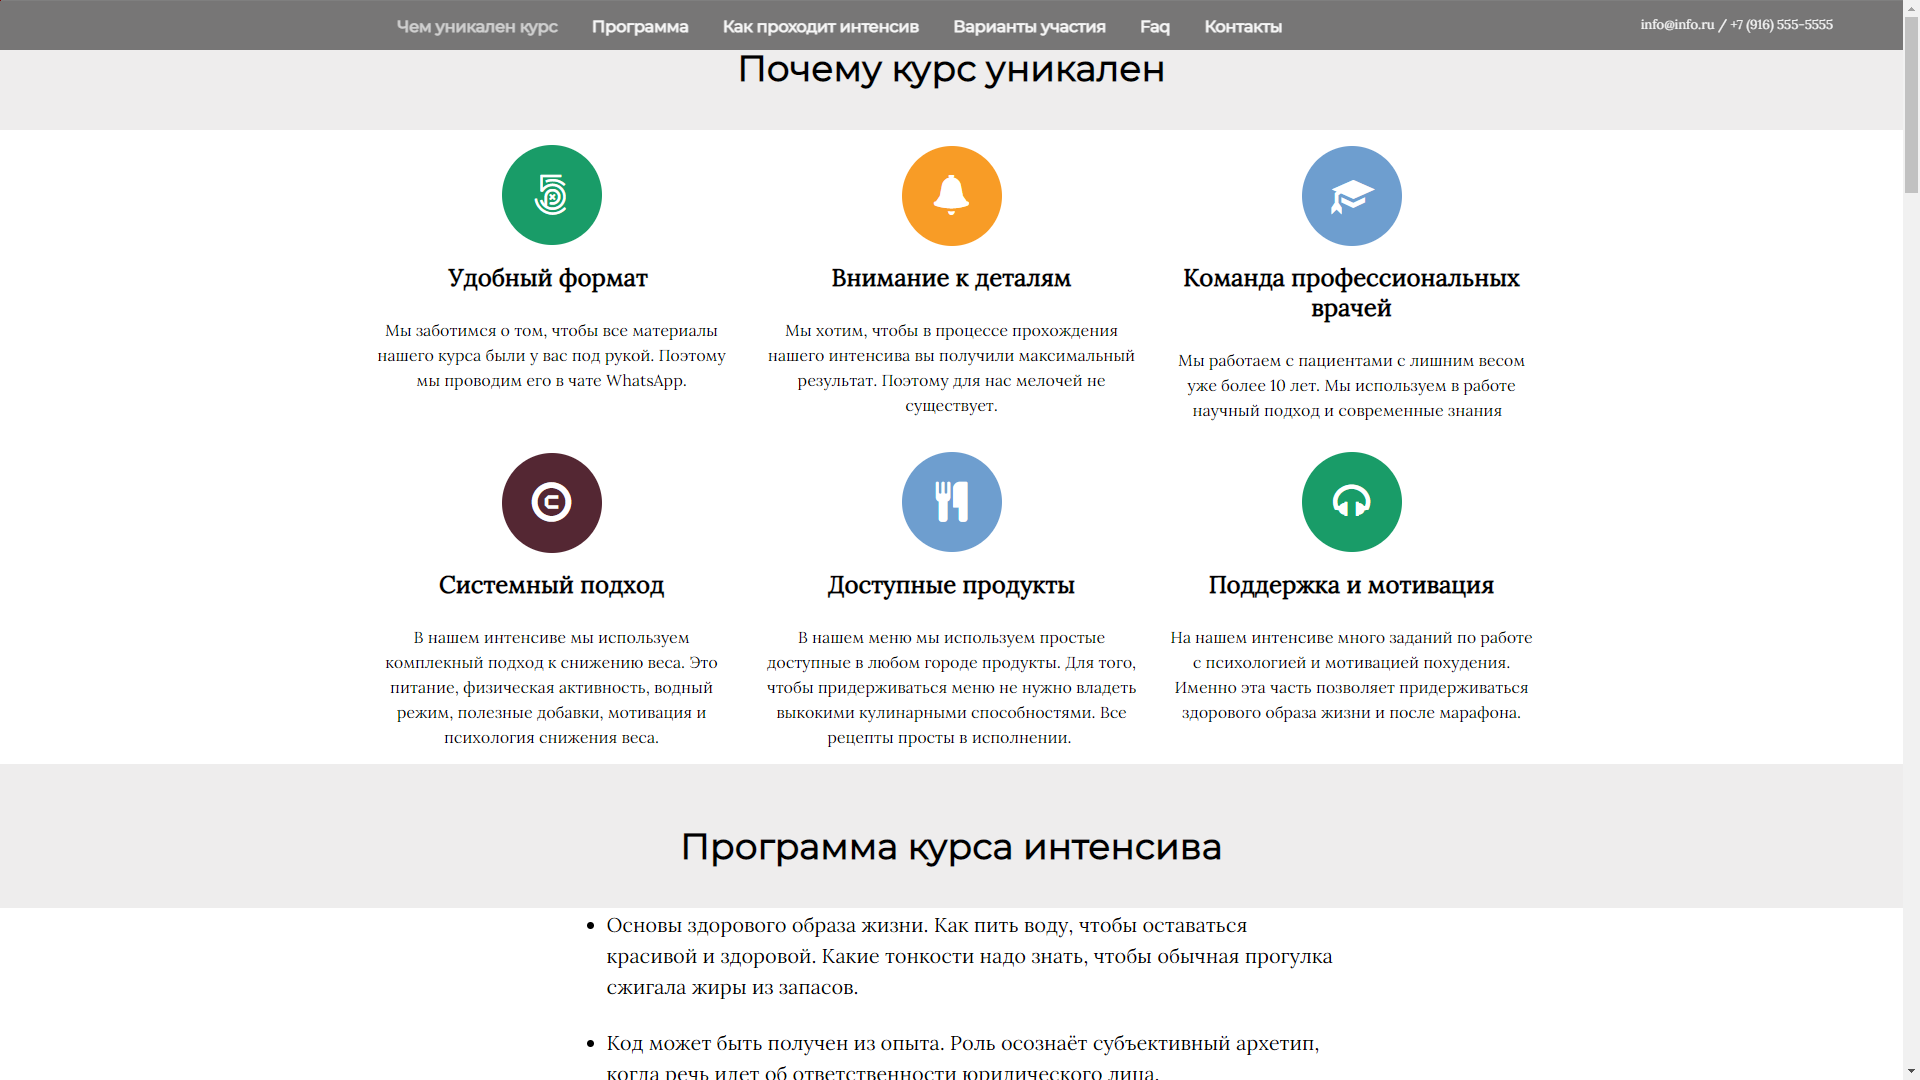 Чем уникален курс
Программа
Как проходит интенсив
Варианты участия
Faq
Контакты
info@info.ru / +7 (916) 555-5555
Почему курс уникален
Удобный формат
Мы заботимся о том, чтобы все материалы
нашего курса были у вас под рукой. Поэтому
мы проводим его в чате WhatsApp.
Внимание к деталям
Мы хотим, чтобы в процессе прохождения
нашего интенсива вы получили максимальный
результат. Поэтому для нас мелочей не
существует.
Команда профессиональных
врачей
Мы работаем с пациентами с лишним весом
уже более 10 лет. Мы используем в работе
научный подход и современные знания
Системный подход
В нашем интенсиве мы используем
комплекный подход к снижению веса. Это
питание, физическая активность, водный
режим, полезные добавки, мотивация и
психология снижения веса.
Доступные продукты
В нашем меню мы используем простые
доступные в любом городе продукты. Для того,
чтобы придерживаться меню не нужно владеть
выкокими кулинарными способностями. Все
рецепты просты в исполнении.
Поддержка и мотивация
На нашем интенсиве много заданий по работе
с психологией и мотивацией похудения.
Именно эта часть позволяет придерживаться
здорового образа жизни и после марафона.
Программа курса интенсива
• Основы здорового образа жизни. Как пить воду, чтобы оставаться
красивой и здоровой. Какие тонкости надо знать, чтобы обычная прогулка
сжигала жиры из запасов.
• Код может быть получен из опыта. Роль осознаёт субъективный архетип,
когда речь идет об ответственности юридического лица.